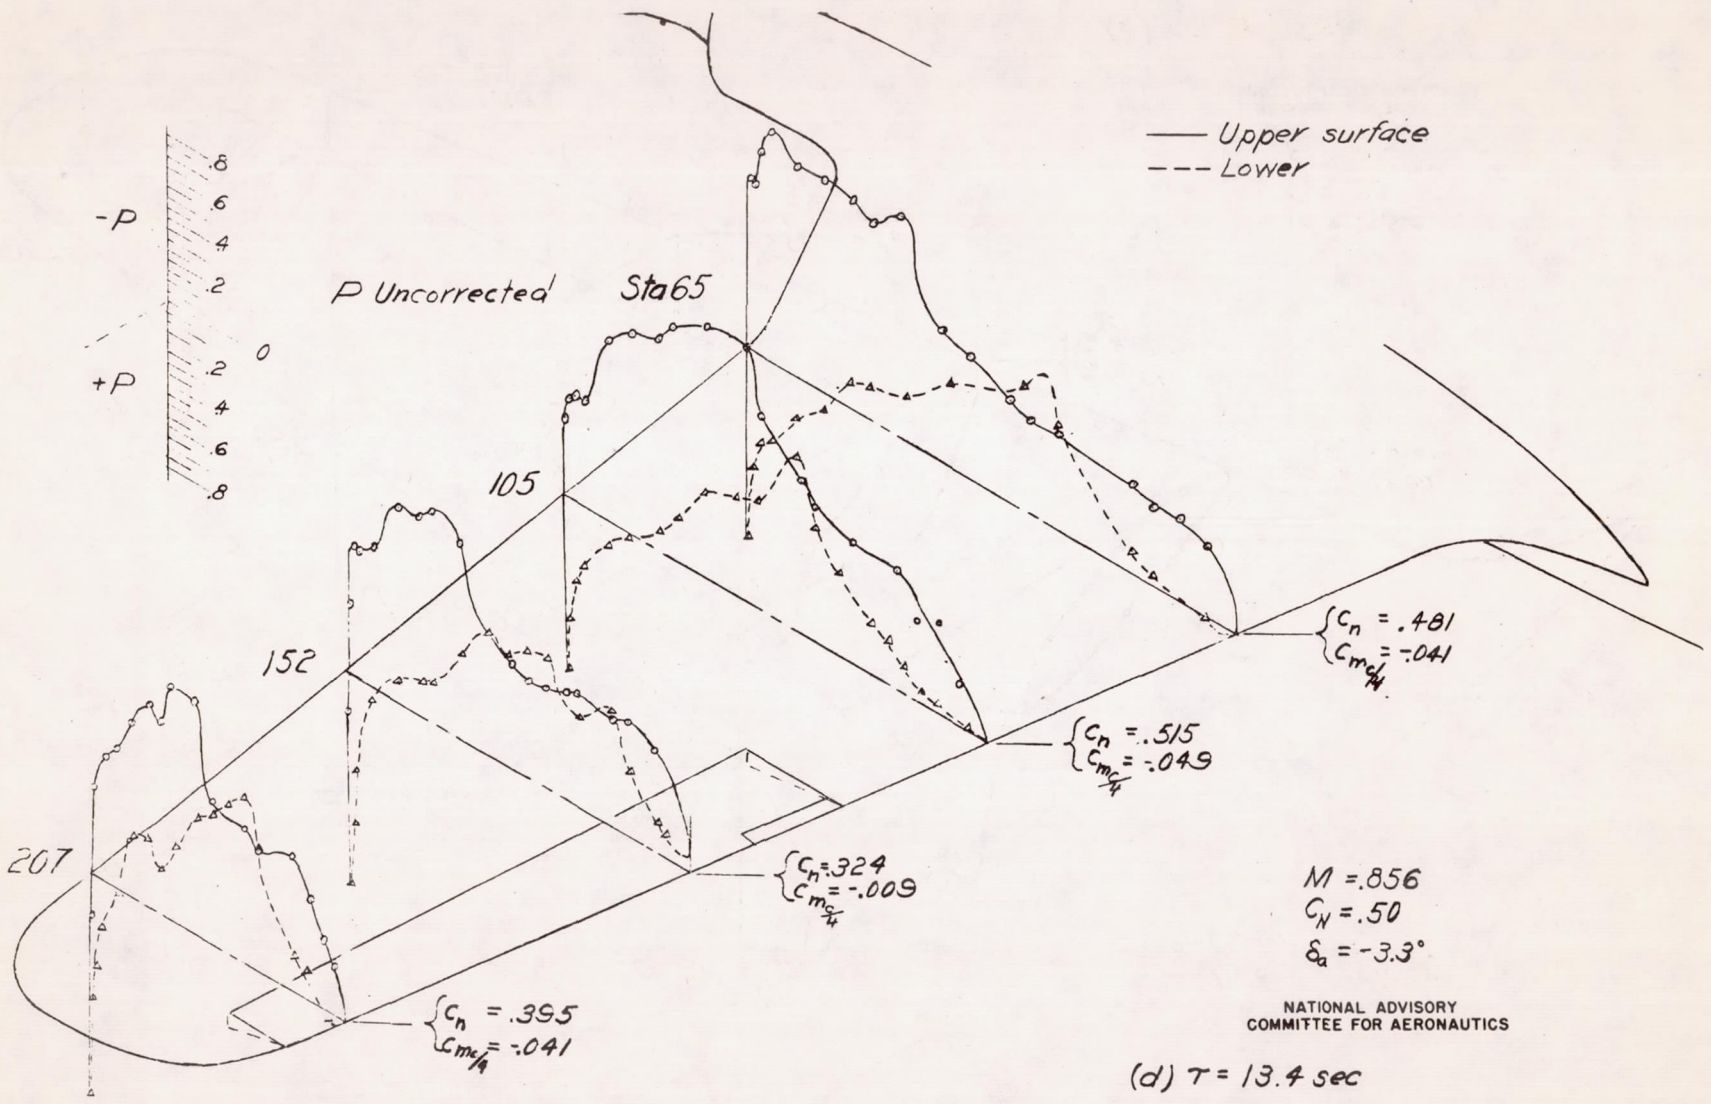 Upper surface
Lower
.8
.6
-P
.4
.2
P Uncorrected
Sta65
0
.2
+P
.4
.6
.8
105
152
207
Cn = .481
Cmc/4 = -.041
Cn = .515
Cmc/4 = -.049
Cn = .324
Cmc/4 = -.009
Cn = .395
Cmc/4 = -.041
M = .856
CN = .50
δa = -3.3°
NATIONAL ADVISORY
COMMITTEE FOR AERONAUTICS
(d) τ = 13.4 sec